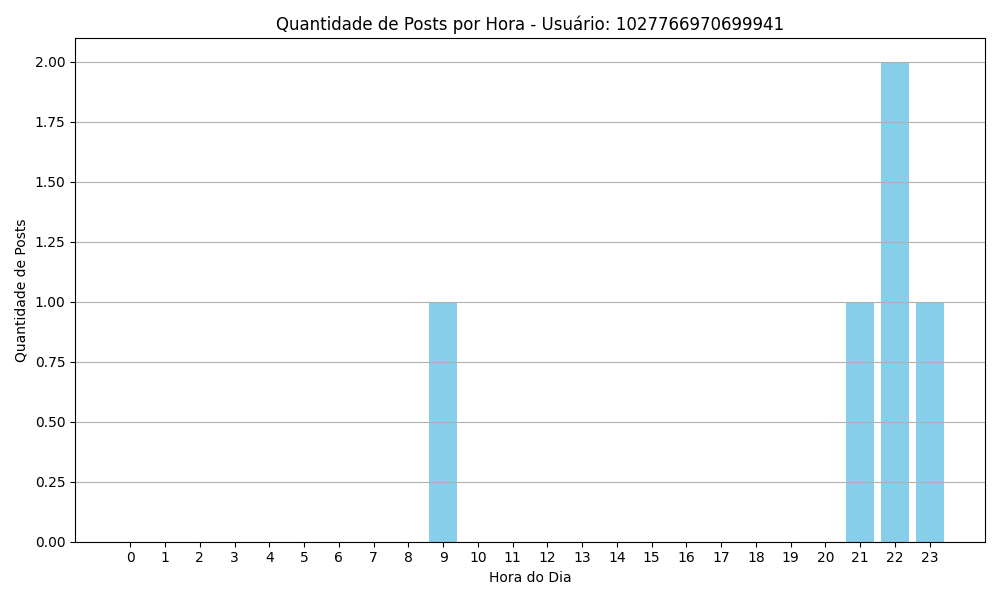 Quantidade de Posts por Hora - Usuário: 1027766970699941
Quantidade de Posts
2.00
1.75
1.50
1.25
1.00
0.75
0.50
0.25
0.00
0 1 2 3 4 5 6 7 8 9 10 11 12 13 14 15 16 17 18 19 20 21 22 23
Hora do Dia